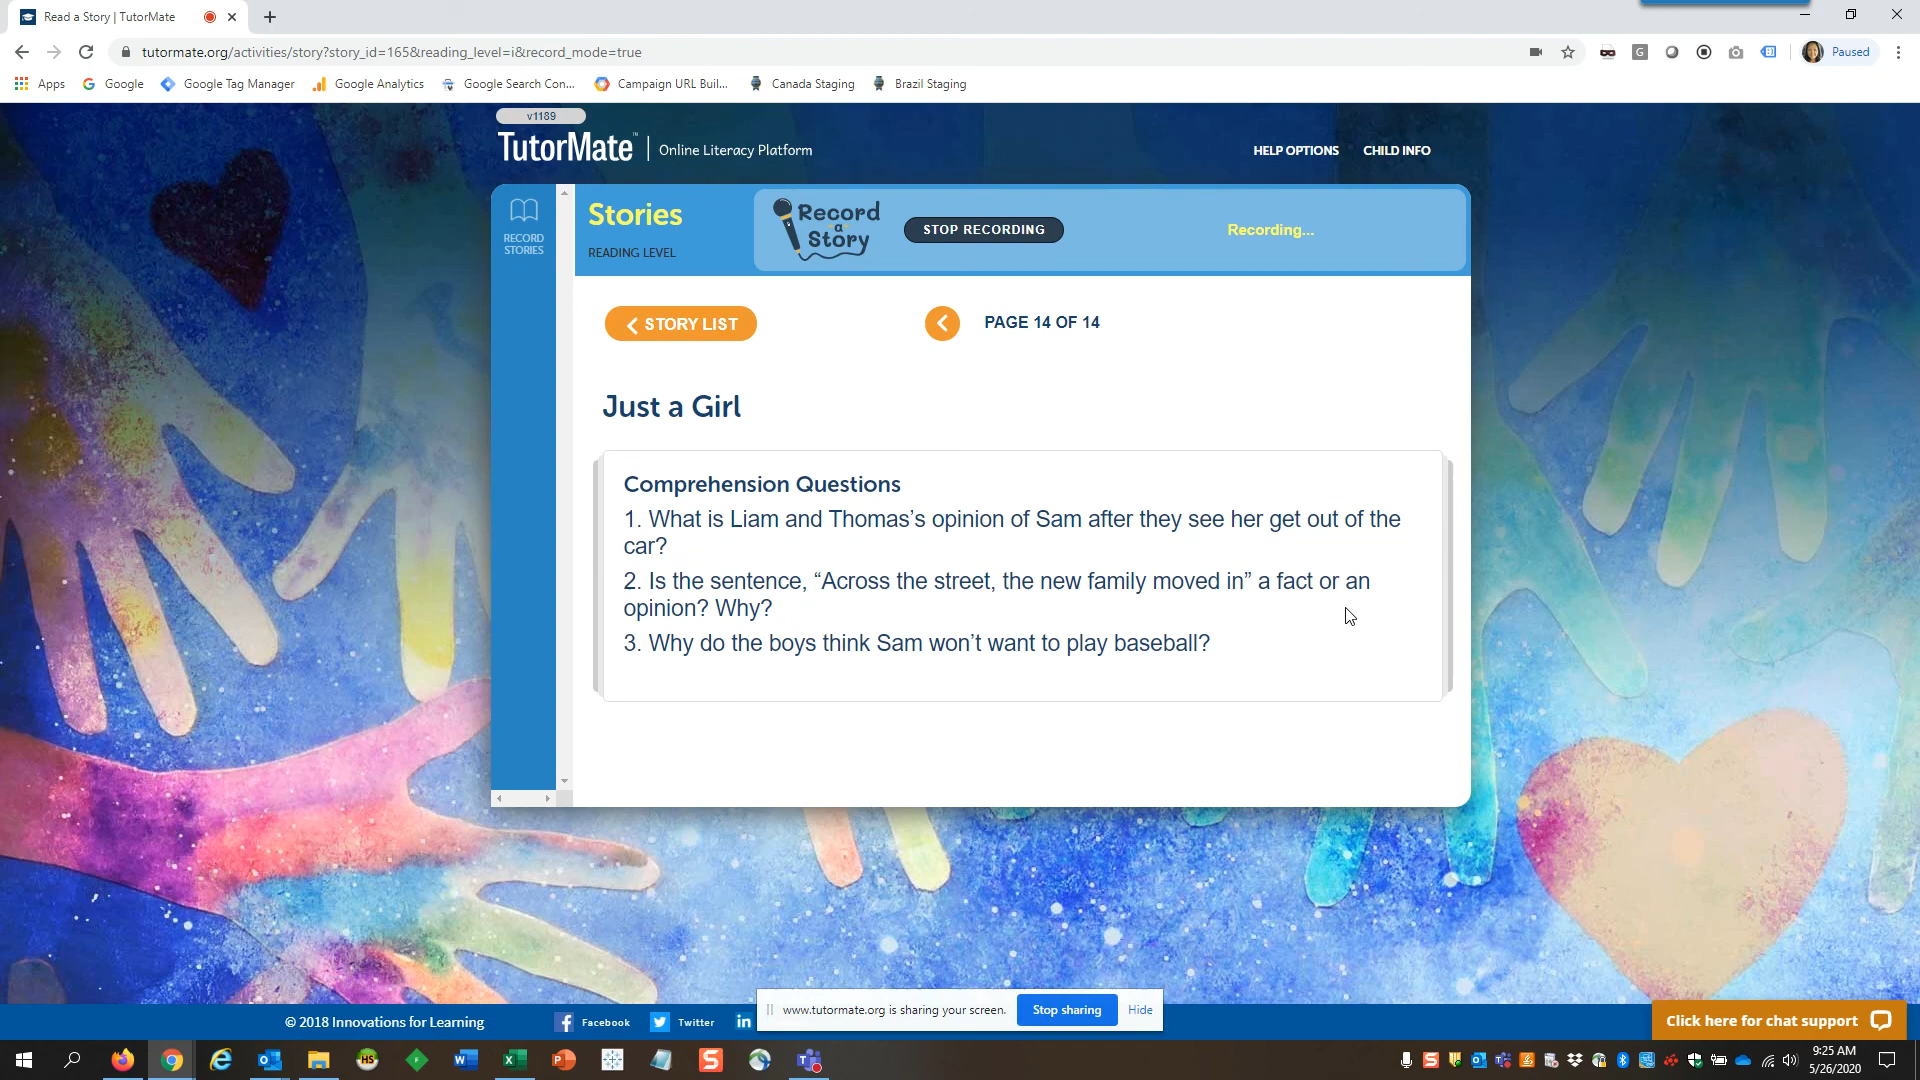 Read a Story | TutorMate
tutormate.org/activities/story?story_id=165&reading_level=i&record_mode=true
Paused
Apps
Google
Google Tag Manager
Google Analytics
Google Search Con...
Campaign URL Buil...
Canada Staging
Brazil Staging
v1189
TutorMate™ | Online Literacy Platform
HELP OPTIONS
CHILD INFO
RECORD
STORIES
Stories
READING LEVEL
Record
a
Story
STOP RECORDING
Recording...
STORY LIST
PAGE 14 OF 14
Just a Girl
Comprehension Questions
1. What is Liam and Thomas’s opinion of Sam after they see her get out of the
car?
2. Is the sentence, “Across the street, the new family moved in” a fact or an
opinion? Why?
3. Why do the boys think Sam won’t want to play baseball?
© 2018 Innovations for Learning
Facebook
Twitter
in
www.tutormate.org is sharing your screen.
Stop sharing
Hide
Click here for chat support
9:25 AM
5/26/2020